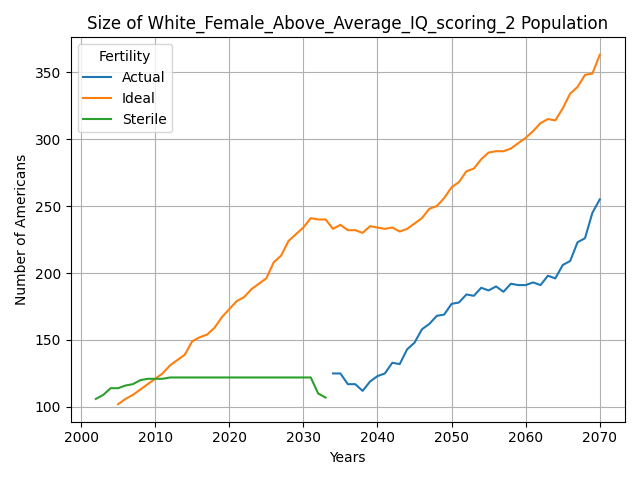 Size of White_Female_Above_Average_IQ_scoring_2 Population
Fertility
Actual
Ideal
Sterile
Number of Americans
350
300
250
200
150
100
2000 2010 2020 2030 2040 2050 2060 2070
Years